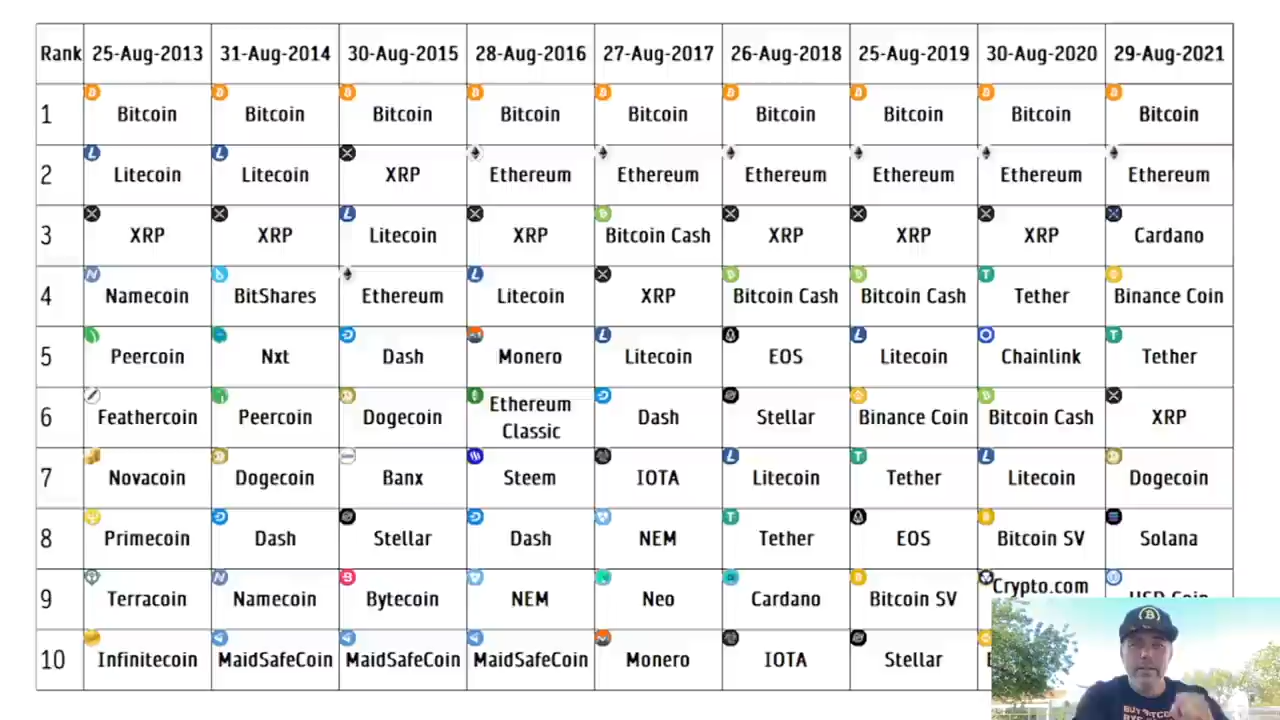 Rank 25-Aug-2013 31-Aug-2014 30-Aug-2015 28-Aug-2016 27-Aug-2017 26-Aug-2018 25-Aug-2019 30-Aug-2020 29-Aug-2021
1 Bitcoin Bitcoin Bitcoin Bitcoin Bitcoin Bitcoin Bitcoin Bitcoin Bitcoin
2 Litecoin Litecoin XRP Ethereum Ethereum Ethereum Ethereum Ethereum Ethereum
3 XRP XRP Litecoin XRP Bitcoin Cash XRP XRP XRP Cardano
4 Namecoin BitShares Ethereum Litecoin XRP Bitcoin Cash Bitcoin Cash Tether Binance Coin
5 Peercoin Nxt Dash Monero Litecoin EOS Litecoin Chainlink Tether
6 Feathercoin Peercoin Dogecoin Ethereum Classic Dash Stellar Binance Coin Bitcoin Cash XRP
7 Novacoin Dogecoin Banx Steem IOTA Litecoin Tether Litecoin Dogecoin
8 Primecoin Dash Stellar Dash NEM Tether EOS Bitcoin SV Solana
9 Terracoin Namecoin Bytecoin NEM Neo Cardano Bitcoin SV Crypto.com USD Coin
10 Infinitecoin MaidSafeCoin MaidSafeCoin MaidSafeCoin Monero IOTA Stellar
BUY BITCOIN